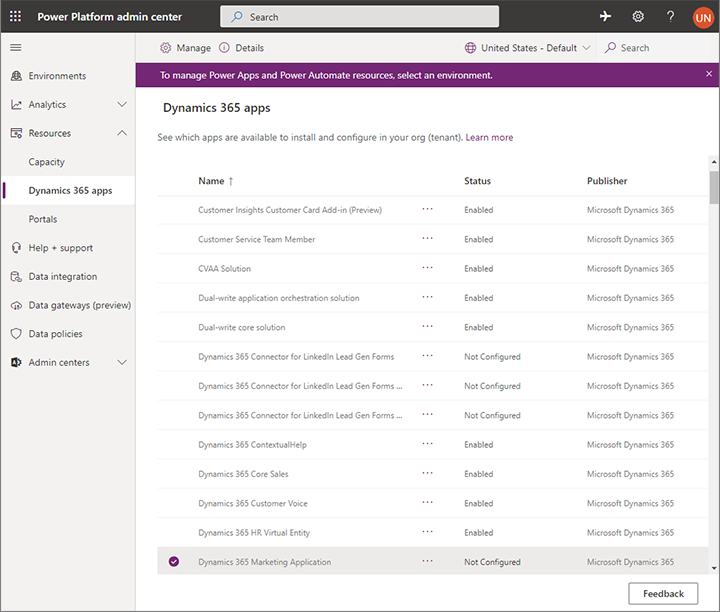 Power Platform admin center
Search
?
UN
Manage
Details
United States - Default
Search
To manage Power Apps and Power Automate resources, select an environment.
Environments
Analytics
Resources
Capacity
Dynamics 365 apps
Portals
Help + support
Data integration
Data gateways (preview)
Data policies
Admin centers
Dynamics 365 apps
See which apps are available to install and configure in your org (tenant). Learn more
Name ↑ Status Publisher
Customer Insights Customer Card Add-in (Preview) ··· Enabled Microsoft Dynamics 365
Customer Service Team Member ··· Enabled Microsoft Dynamics 365
CVAA Solution ··· Enabled Microsoft Dynamics 365
Dual-write application orchestration solution ··· Enabled Microsoft Dynamics 365
Dual-write core solution ··· Enabled Microsoft Dynamics 365
Dynamics 365 Connector for LinkedIn Lead Gen Forms ··· Not Configured Microsoft Dynamics 365
Dynamics 365 Connector for LinkedIn Lead Gen Forms ... ··· Not Configured Microsoft Dynamics 365
Dynamics 365 Connector for LinkedIn Lead Gen Forms ... ··· Not Configured Microsoft Dynamics 365
Dynamics 365 ContextualHelp ··· Enabled Microsoft Dynamics 365
Dynamics 365 Core Sales ··· Enabled Microsoft Dynamics 365
Dynamics 365 Customer Voice ··· Enabled Microsoft Dynamics 365
Dynamics 365 HR Virtual Entity ··· Enabled Microsoft Dynamics 365
Dynamics 365 Marketing Application ··· Not Configured Microsoft Dynamics 365
Feedback